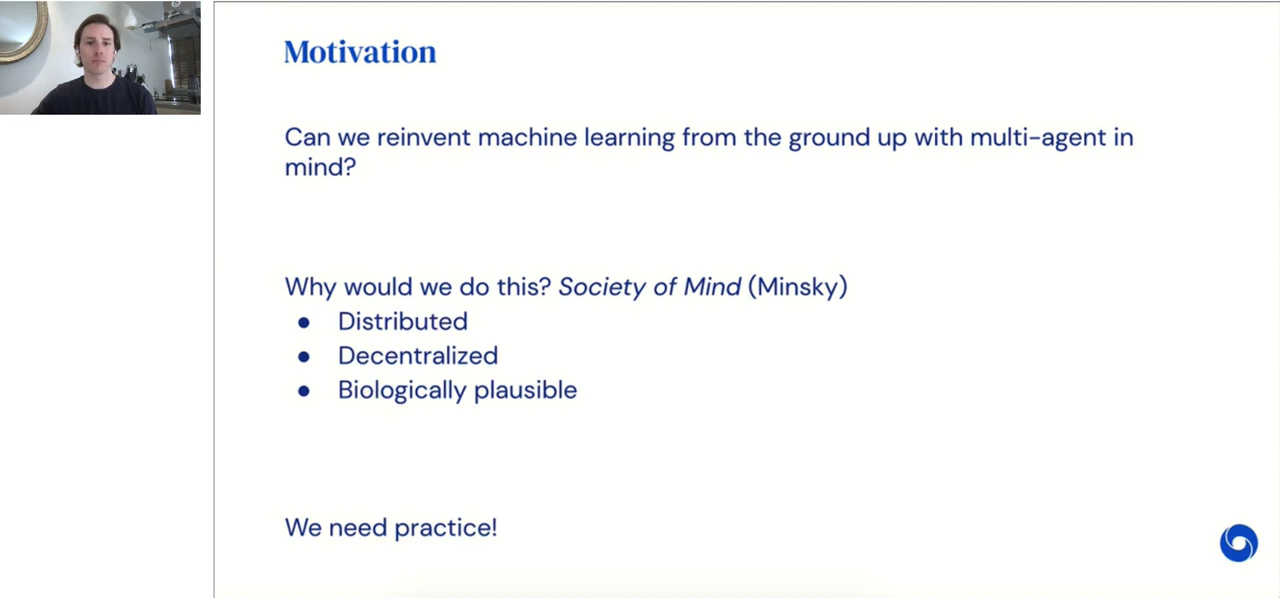 Motivation
Can we reinvent machine learning from the ground up with multi-agent in
mind?
Why would we do this? Society of Mind (Minsky)
● Distributed
● Decentralized
● Biologically plausible
We need practice!